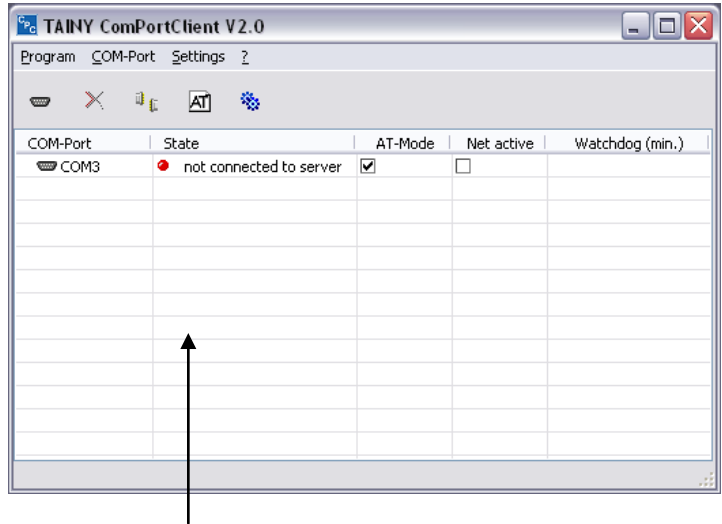 CPC TAINY ComPortClient V2.0
Program COM-Port Settings ?
AT
COM-Port State AT-Mode Net active Watchdog (min.)
COM3 not connected to server